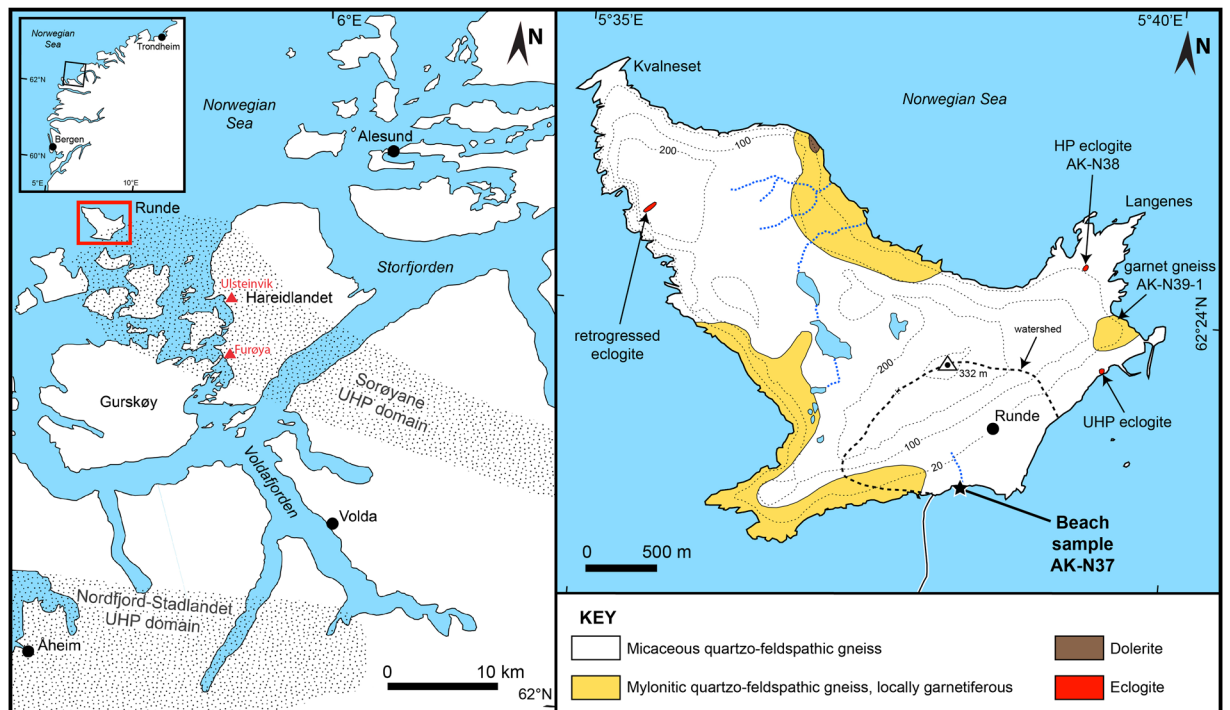 Norwegian
Sea
Trondheim
62°N
Bergen
60°N
5°E
10°E
6°E
N
Norwegian
Sea
Alesund
Runde
Storfjorden
Ulsteinvik
Hareidlandet
Furøya
Gurskøy
Sorøyane
UHP domain
Voldafjorden
Volda
Nordfjord-Stadlandet
UHP domain
Åheim
0
10 km
62°N
5°35'E
5°40'E
N
Kvalneset
Norwegian Sea
200
100
HP eclogite
AK-N38
Langenes
garnet gneiss
AK-N39-1
62°24'N
retrogressed
eclogite
watershed
200
332 m
Runde
UHP eclogite
100
20
Beach
sample
AK-N37
0
500 m
KEY
Micaceous quartzo-feldspathic gneiss
Dolerite
Mylonitic quartzo-feldspathic gneiss, locally garnetiferous
Eclogite